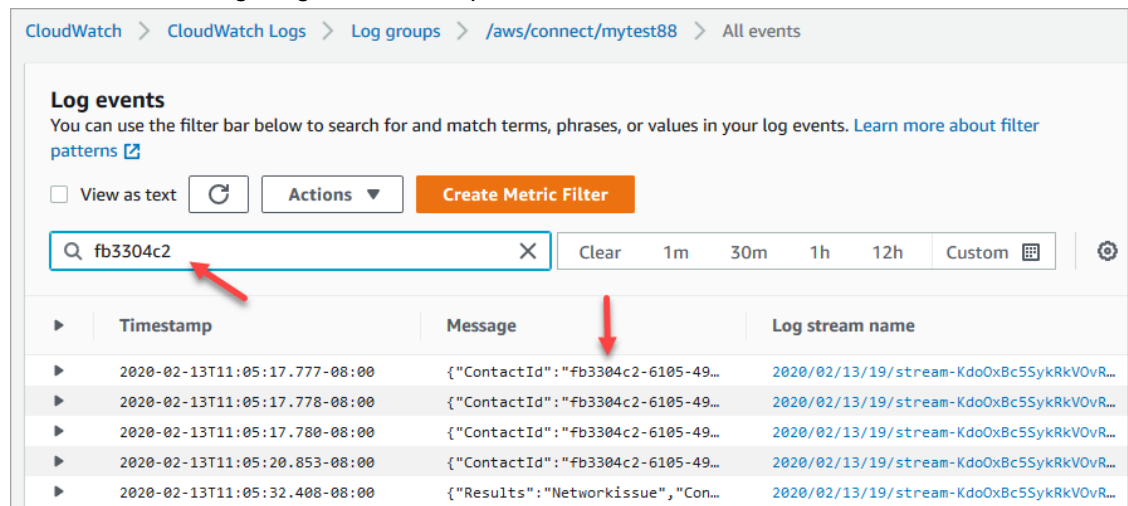 CloudWatch > CloudWatch Logs > Log groups > /aws/connect/mytest88 > All events
Log events
You can use the filter bar below to search for and match terms, phrases, or values in your log events. Learn more about filter
patterns
View as text Actions ▼ Create Metric Filter
fb3304c2 Clear 1m 30m 1h 12h Custom
Timestamp Message Log stream name
2020-02-13T11:05:17.777-08:00 {"ContactId":"fb3304c2-6105-49… 2020/02/13/19/stream-KdoOxBc5SykRkVOvR…
2020-02-13T11:05:17.778-08:00 {"ContactId":"fb3304c2-6105-49… 2020/02/13/19/stream-KdoOxBc5SykRkVOvR…
2020-02-13T11:05:17.780-08:00 {"ContactId":"fb3304c2-6105-49… 2020/02/13/19/stream-KdoOxBc5SykRkVOvR…
2020-02-13T11:05:20.853-08:00 {"ContactId":"fb3304c2-6105-49… 2020/02/13/19/stream-KdoOxBc5SykRkVOvR…
2020-02-13T11:05:32.408-08:00 {"Results":"Networkissue","Con… 2020/02/13/19/stream-KdoOxBc5SykRkVOvR…